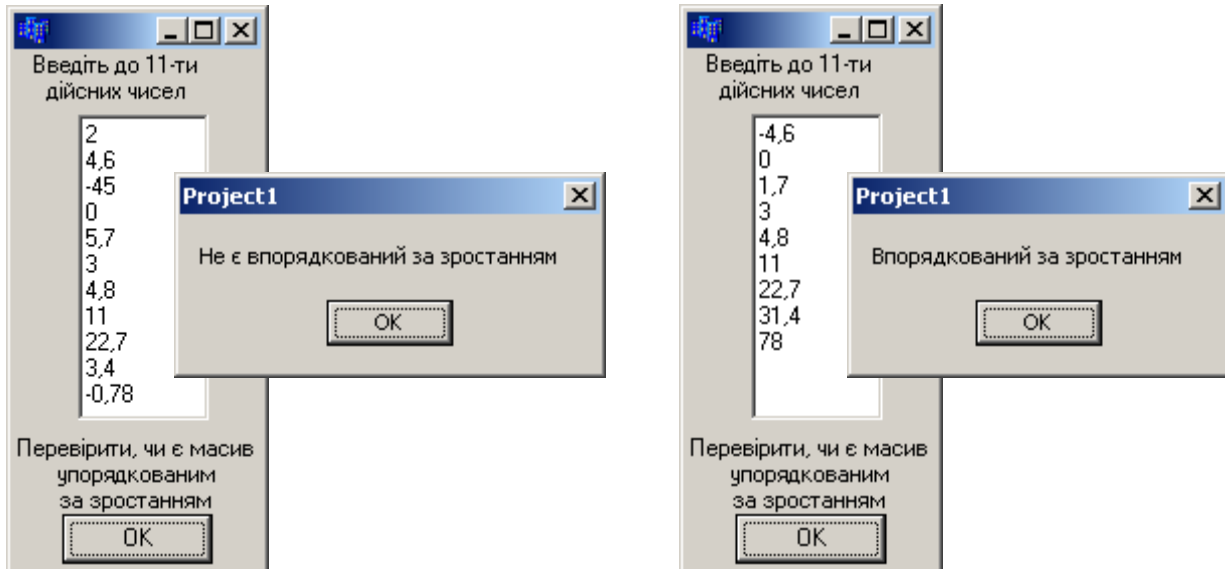 Введіть до 11-ти
дійсних чисел
2
4,6
-45
0
5,7
3
4,8
11
22,7
3,4
-0,78
Project1
Не є впорядкований за зростанням
OK
Перевірити, чи є масив
упорядкованим
за зростанням
OK
Введіть до 11-ти
дійсних чисел
-4,6
0
1,7
3
4,8
11
22,7
31,4
78
Project1
Впорядкований за зростанням
OK
Перевірити, чи є масив
упорядкованим
за зростанням
OK